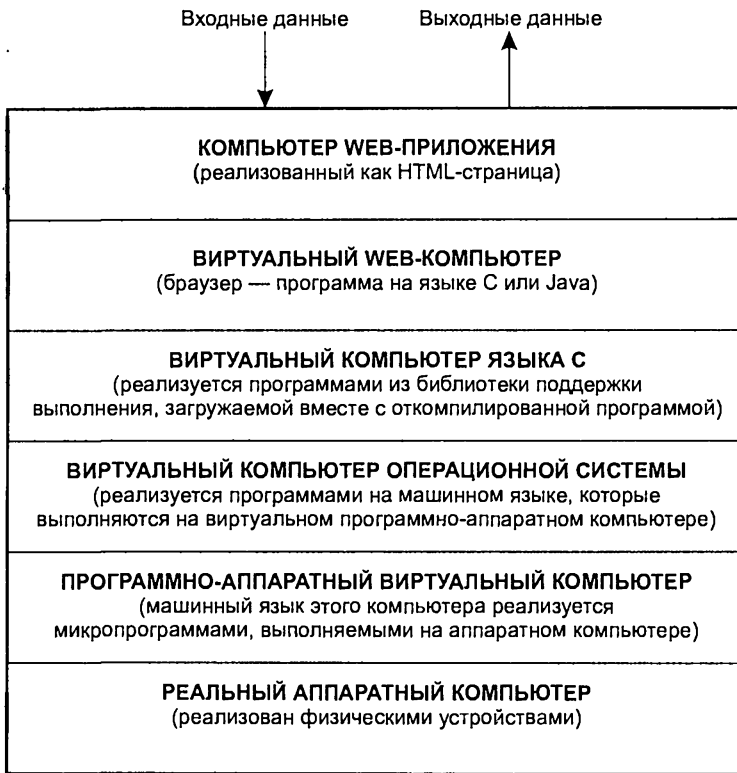 Входные данные
Выходные данные
КОМПЬЮТЕР WEB-ПРИЛОЖЕНИЯ
(реализованный как HTML-страница)
ВИРТУАЛЬНЫЙ WEB-КОМПЬЮТЕР
(браузер — программа на языке С или Java)
ВИРТУАЛЬНЫЙ КОМПЬЮТЕР ЯЗЫКА С
(реализуется программами из библиотеки поддержки
выполнения, загружаемой вместе с откомпилированной программой)
ВИРТУАЛЬНЫЙ КОМПЬЮТЕР ОПЕРАЦИОННОЙ СИСТЕМЫ
(реализуется программами на машинном языке, которые
выполняются на виртуальном программно-аппаратном компьютере)
ПРОГРАММНО-АППАРАТНЫЙ ВИРТУАЛЬНЫЙ КОМПЬЮТЕР
(машинный язык этого компьютера реализуется
микропрограммами, выполняемыми на аппаратном компьютере)
РЕАЛЬНЫЙ АППАРАТНЫЙ КОМПЬЮТЕР
(реализован физическими устройствами)